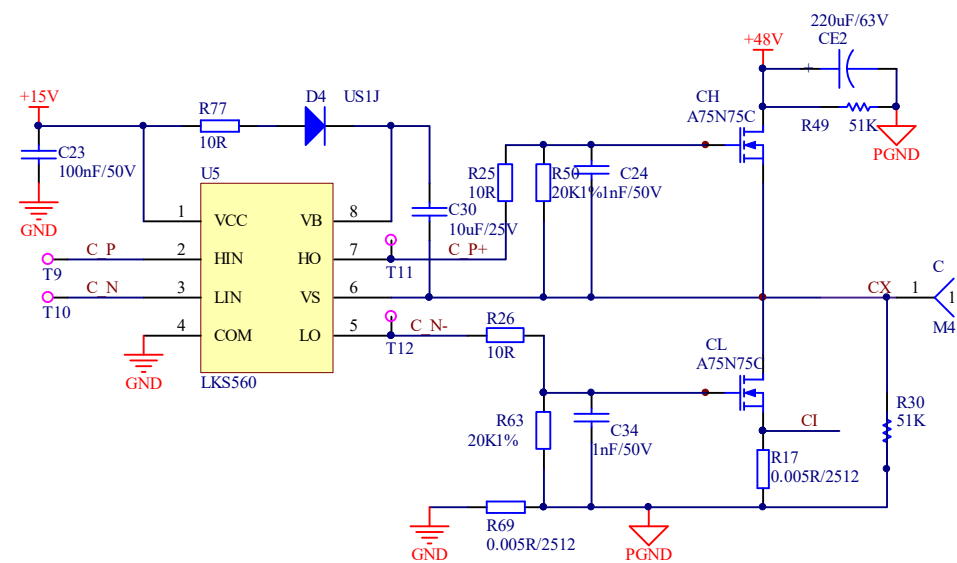 220uF/63V
+48V
CE2
+15V
R77
D4
US1J
CH
A75N75C
10R
R49
51K
PGND
C23
100nF/50V
U5
R25
10R
R50
20K1%
C24
1nF/50V
GND
1
VCC
VB
8
C30
10uF/25V
C_P
2
HIN
HO
7
C_P+
T9
T11
C_N
3
LIN
VS
6
CX
1
C
1
T10
M4
4
COM
LO
5
C_N-
R26
T12
10R
CL
A75N75C
GND
LKS560
R63
20K1%
C34
1nF/50V
CI
R30
51K
R17
0.005R/2512
R69
0.005R/2512
GND
PGND